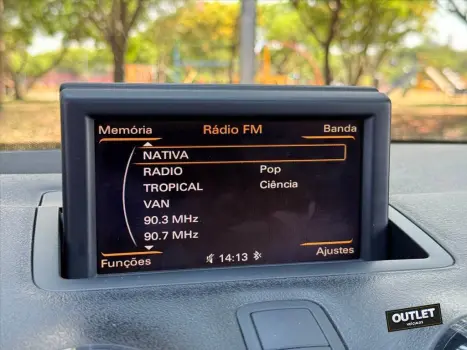 Memória Rádio FM Banda
NATIVA
RADIO Pop
TROPICAL Ciência
VAN
90.3 MHz
90.7 MHz
Funções 14:13 Ajustes
OUTLET